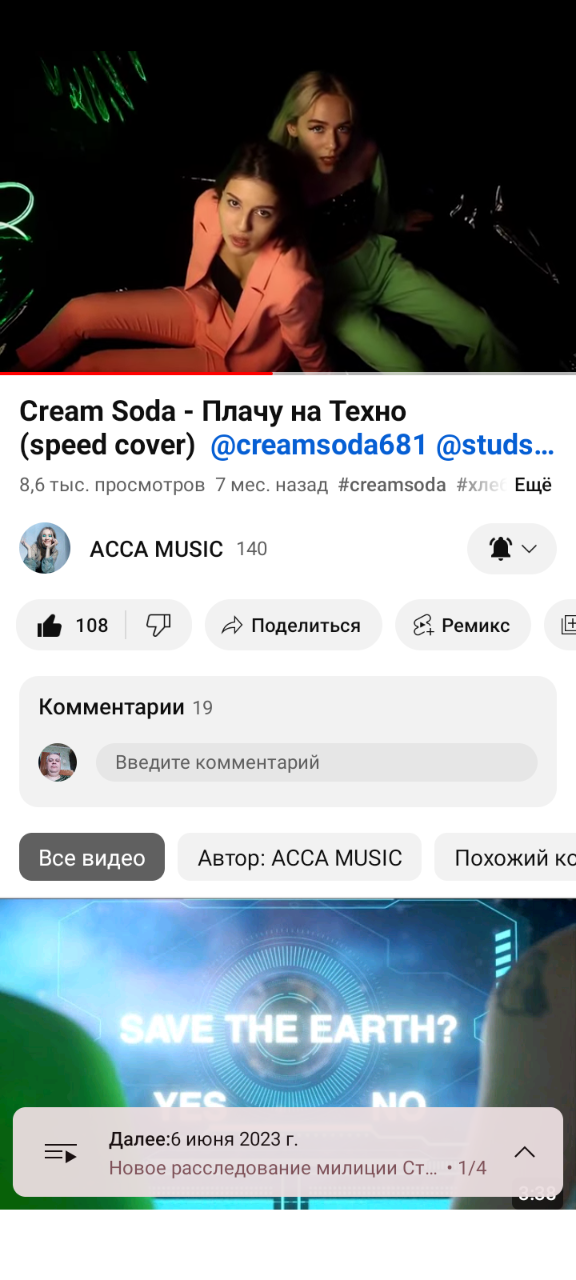 Cream Soda - Плачу на Техно
(speed cover) @creamsoda681 @studs...
8,6 тыс. просмотров 7 мес. назад #creamsoda #хлеб Ещё
ACCA MUSIC 140
108 Поделиться Ремикс
Комментарии 19
Введите комментарий
Все видео Автор: ACCA MUSIC Похожий ко
SAVE THE EARTH?
YES NO
Далее:6 июня 2023 г.
Новое расследование милиции Ст... • 1/4
3:38